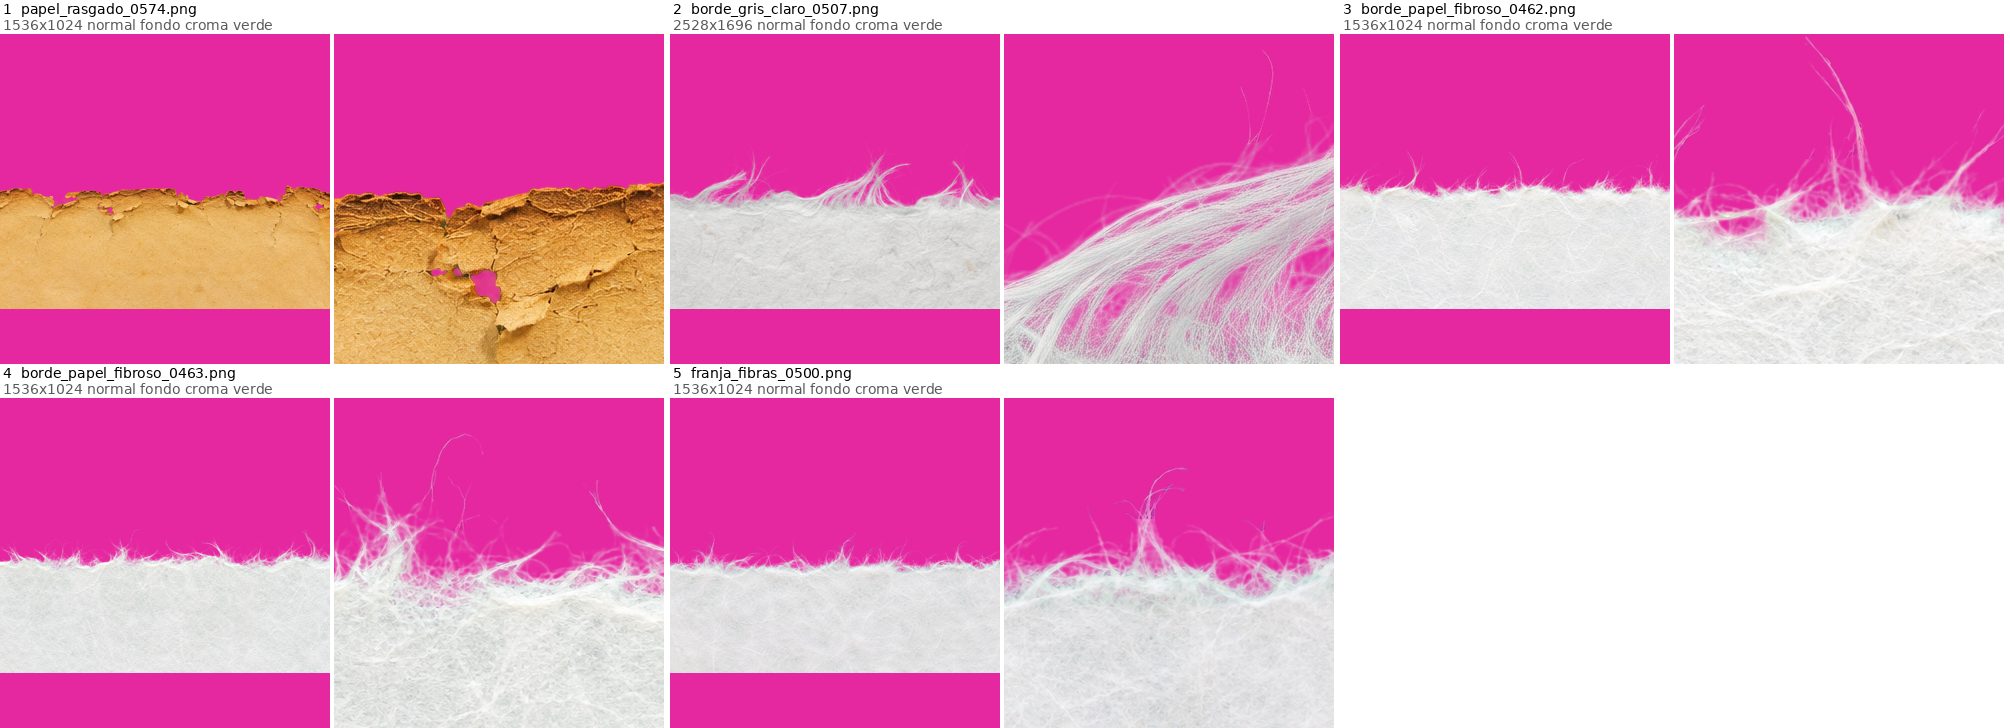 1 papel_rasgado_0574.png
1536x1024 normal fondo croma verde
2 borde_gris_claro_0507.png
2528x1696 normal fondo croma verde
3 borde_papel_fibroso_0462.png
1536x1024 normal fondo croma verde
4 borde_papel_fibroso_0463.png
1536x1024 normal fondo croma verde
5 franja_fibras_0500.png
1536x1024 normal fondo croma verde